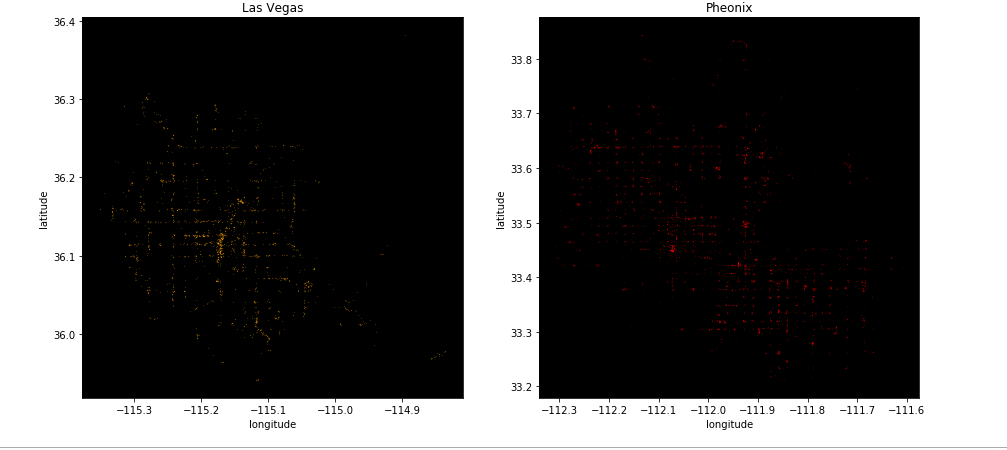 Las Vegas
36.4
36.3
36.2
36.1
36.0
latitude
−115.3 −115.2 −115.1 −115.0 −114.9
longitude
Pheonix
33.8
33.7
33.6
33.5
33.4
33.3
33.2
latitude
−112.3 −112.2 −112.1 −112.0 −111.9 −111.8 −111.7 −111.6
longitude